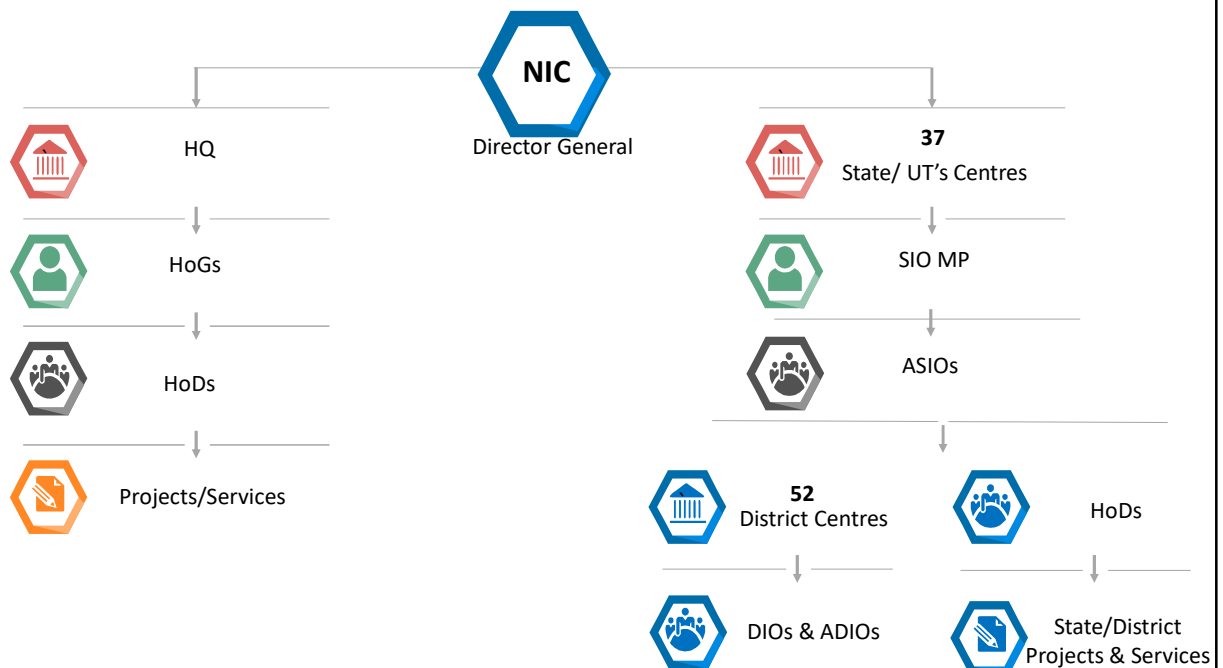 NIC
Director General
HQ
HoGs
HoDs
Projects/Services
37
State/ UT’s Centres
SIO MP
ASIOs
52
District Centres
DIOs & ADIOs
HoDs
State/District
Projects & Services